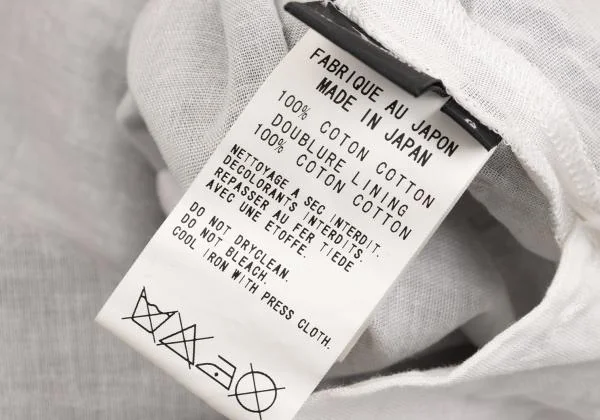 FABRIQUE AU JAPON
MADE IN JAPAN
100% COTON COTTON
DOUBLURE LINING
100% COTON COTTON
NETTOYAGE A SEC INTERDIT.
DECOLORANTS INTERDITS.
REPASSER AU FER TIEDE
AVEC UNE ETOFFE.
DO NOT DRYCLEAN.
DO NOT BLEACH.
COOL IRON WITH PRESS CLOTH.